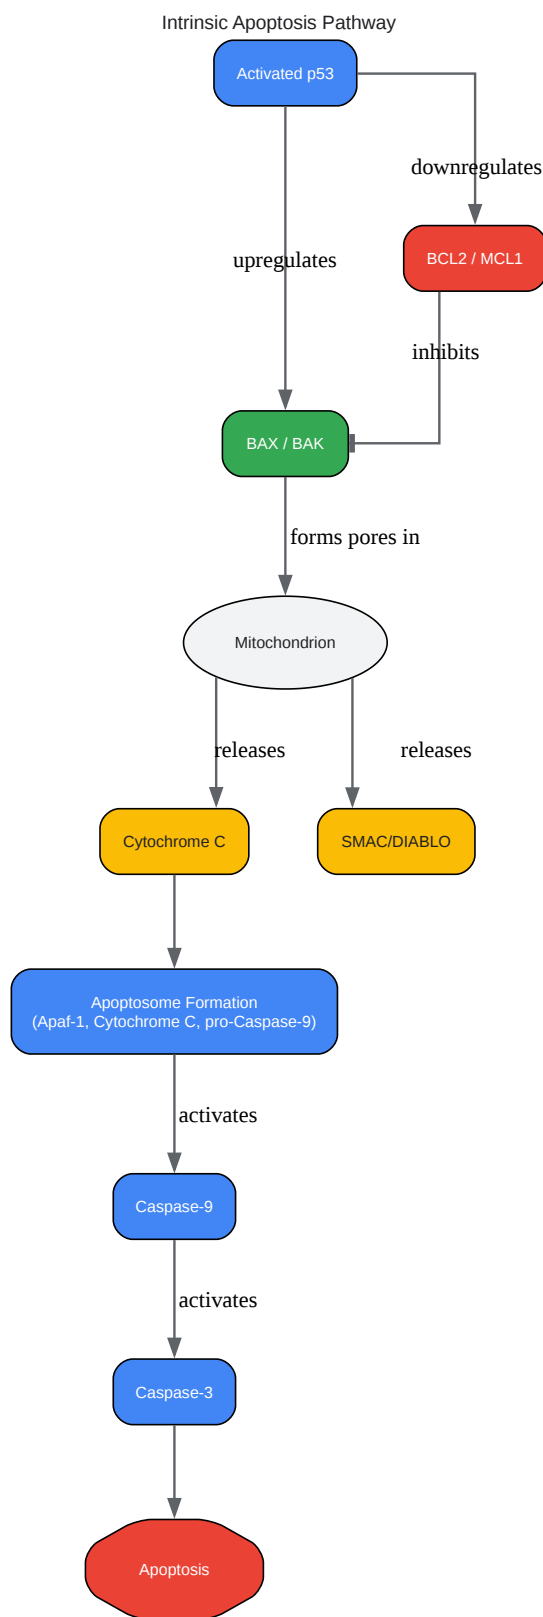 Intrinsic Apoptosis Pathway
Activated p53
downregulates
upregulates
BCL2 / MCL1
inhibits
BAX / BAK
forms pores in
Mitochondrion
releases
releases
Cytochrome C
SMAC/DIABLO
Apoptosome Formation
(Apaf-1, Cytochrome C, pro-Caspase-9)
activates
Caspase-9
activates
Caspase-3
Apoptosis